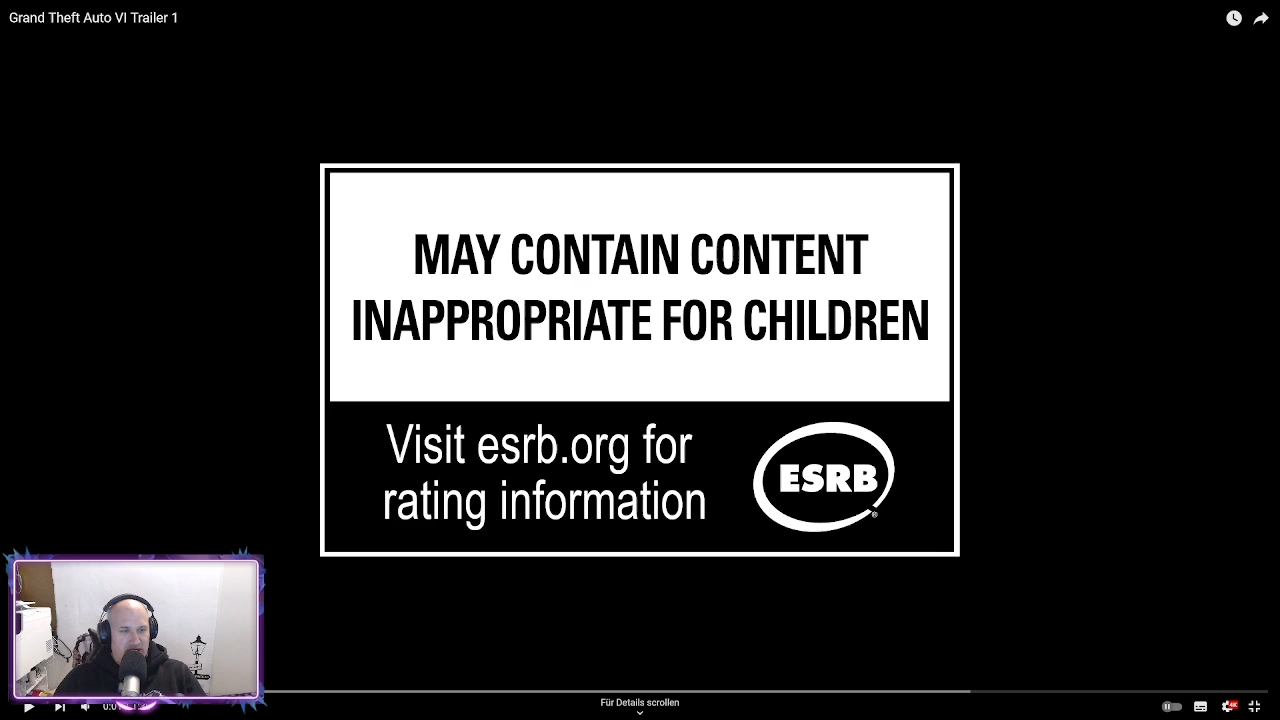 Grand Theft Auto VI Trailer 1
MAY CONTAIN CONTENT
INAPPROPRIATE FOR CHILDREN
Visit esrb.org for
rating information
ESRB
®
Für Details scrollen
4K